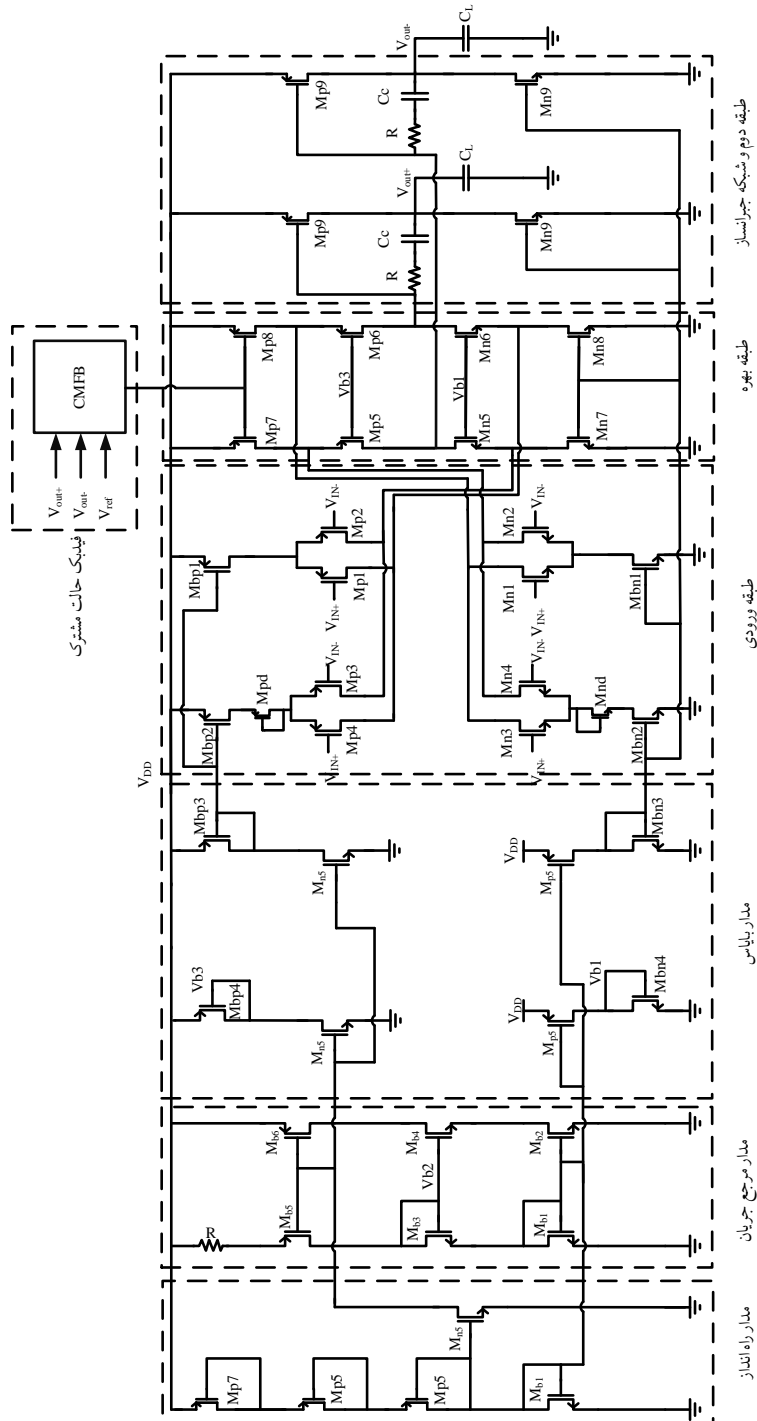 مدار راه انداز
Mp7
Mp5
Mp5
Mn5
Mb1
مدار مرجع جریان
R
Mb5
Mb6
Mb3
Vb2
Mb4
Mb1
Mb2
مدار بایاس
Vb3
Mbp4
Mbp3
Mn5
Mn5
VDD
VDD
Mp5
Mp5
Vb1
Mbn4
Mbn3
طبقه ورودی
VDD
Mbp2
Mbp1
Mpd
VIN+
Mp4
Mp3
VIN-
VIN+
Mp1
Mp2
VIN-
VIN+
Mn3
Mn4
VIN-
VIN+
Mn1
Mn2
VIN-
Mnd
Mbn2
Mbn1
فیدبک حالت مشترک
Vout+
Vout-
Vref
CMFB
طبقه بهره
Mp7
Mp8
Mp5
Vb3
Mp6
Mn5
Vb1
Mn6
Mn7
Mn8
طبقه دوم و شبکه جبرانساز
Mp9
R
Cc
Vout+
CL
Mn9
Mp9
R
Cc
Vout-
CL
Mn9